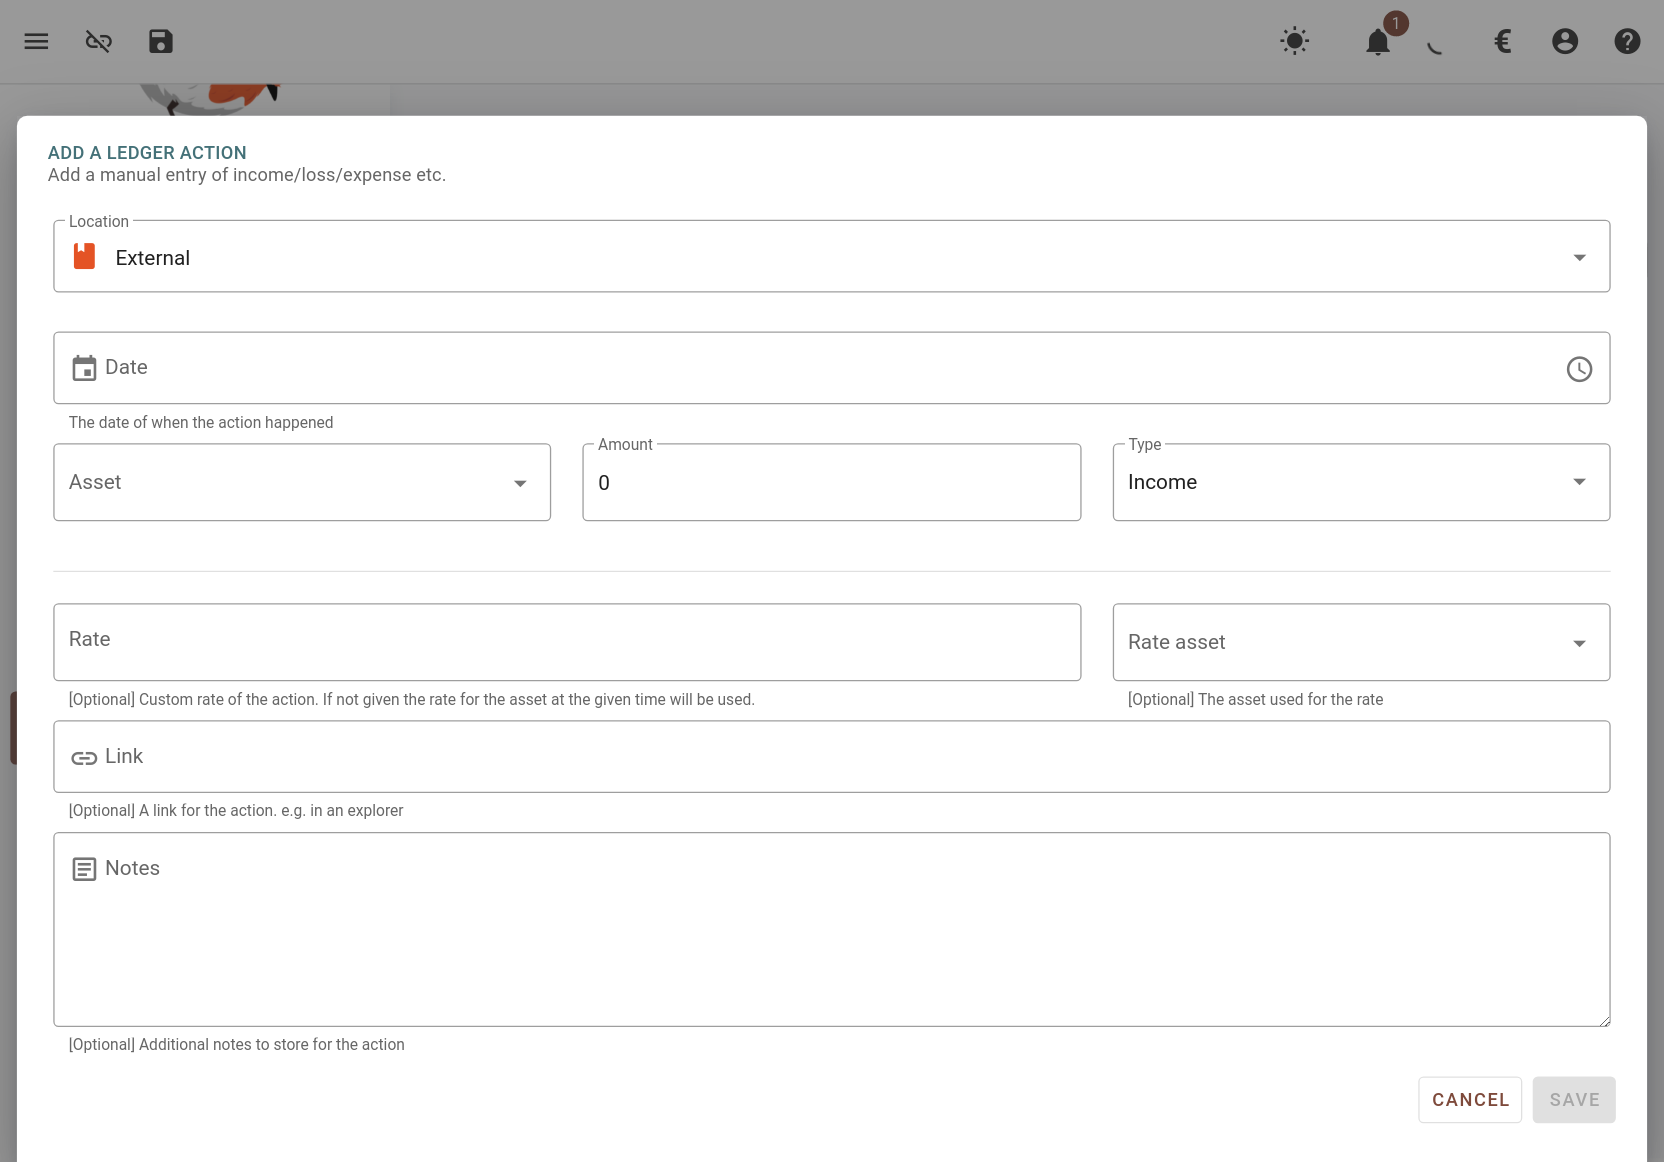 1
€
ADD A LEDGER ACTION
Add a manual entry of income/loss/expense etc.
Location
External
Date
The date of when the action happened
Asset
Amount
0
Type
Income
Rate
[Optional] Custom rate of the action. If not given the rate for the asset at the given time will be used.
Rate asset
[Optional] The asset used for the rate
Link
[Optional] A link for the action. e.g. in an explorer
Notes
[Optional] Additional notes to store for the action
CANCEL
SAVE